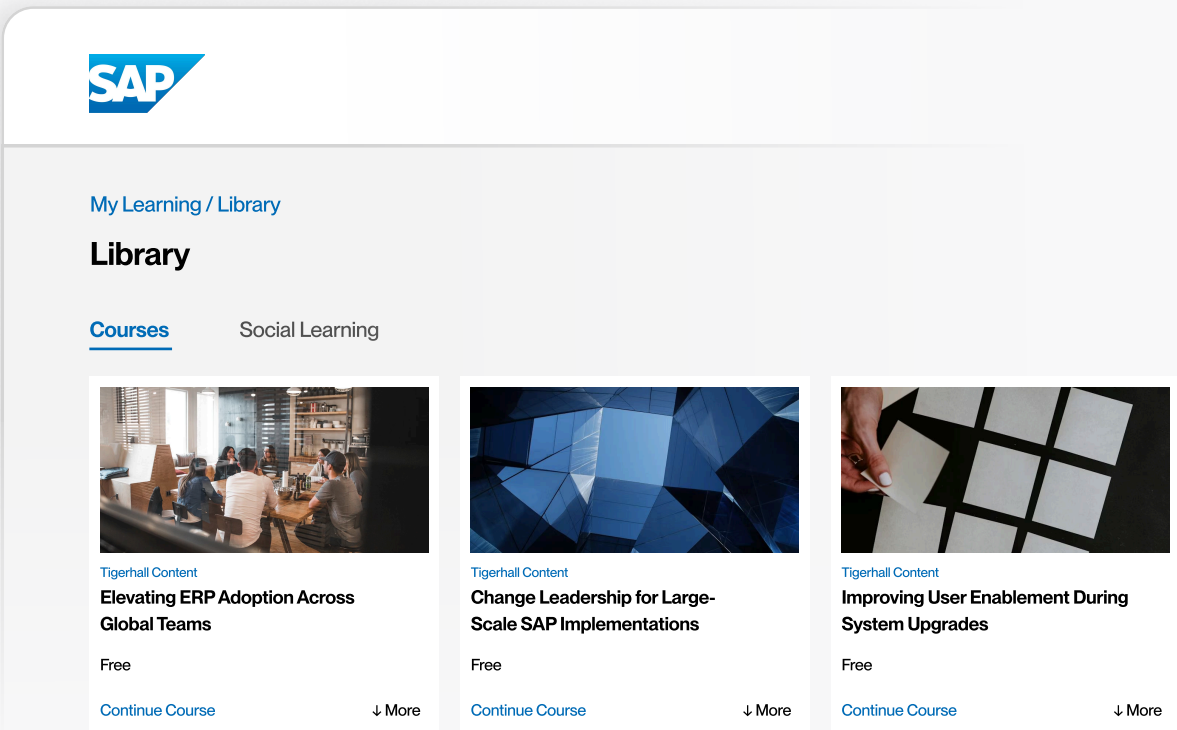 SAP
My Learning / Library
Library
Courses
Social Learning
Tigerhall Content
Elevating ERP Adoption Across
Global Teams
Free
Continue Course
↓ More
Tigerhall Content
Change Leadership for Large-
Scale SAP Implementations
Free
Continue Course
↓ More
Tigerhall Content
Improving User Enablement During
System Upgrades
Free
Continue Course
↓ More